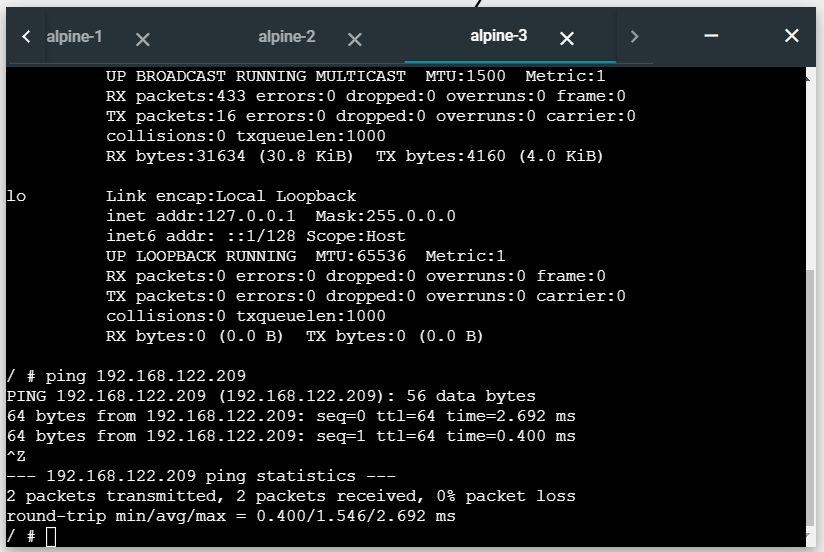 alpine-1
alpine-2
alpine-3
UP BROADCAST RUNNING MULTICAST  MTU:1500  Metric:1
RX packets:433 errors:0 dropped:0 overruns:0 frame:0
TX packets:16 errors:0 dropped:0 overruns:0 carrier:0
collisions:0 txqueuelen:1000
RX bytes:31634 (30.8 KiB)  TX bytes:4160 (4.0 KiB)
lo        Link encap:Local Loopback
inet addr:127.0.0.1  Mask:255.0.0.0
inet6 addr: ::1/128 Scope:Host
UP LOOPBACK RUNNING  MTU:65536  Metric:1
RX packets:0 errors:0 dropped:0 overruns:0 frame:0
TX packets:0 errors:0 dropped:0 overruns:0 carrier:0
collisions:0 txqueuelen:1000
RX bytes:0 (0.0 B)  TX bytes:0 (0.0 B)
/ # ping 192.168.122.209
PING 192.168.122.209 (192.168.122.209): 56 data bytes
64 bytes from 192.168.122.209: seq=0 ttl=64 time=2.692 ms
64 bytes from 192.168.122.209: seq=1 ttl=64 time=0.400 ms
^Z
--- 192.168.122.209 ping statistics ---
2 packets transmitted, 2 packets received, 0% packet loss
round-trip min/avg/max = 0.400/1.546/2.692 ms
/ #